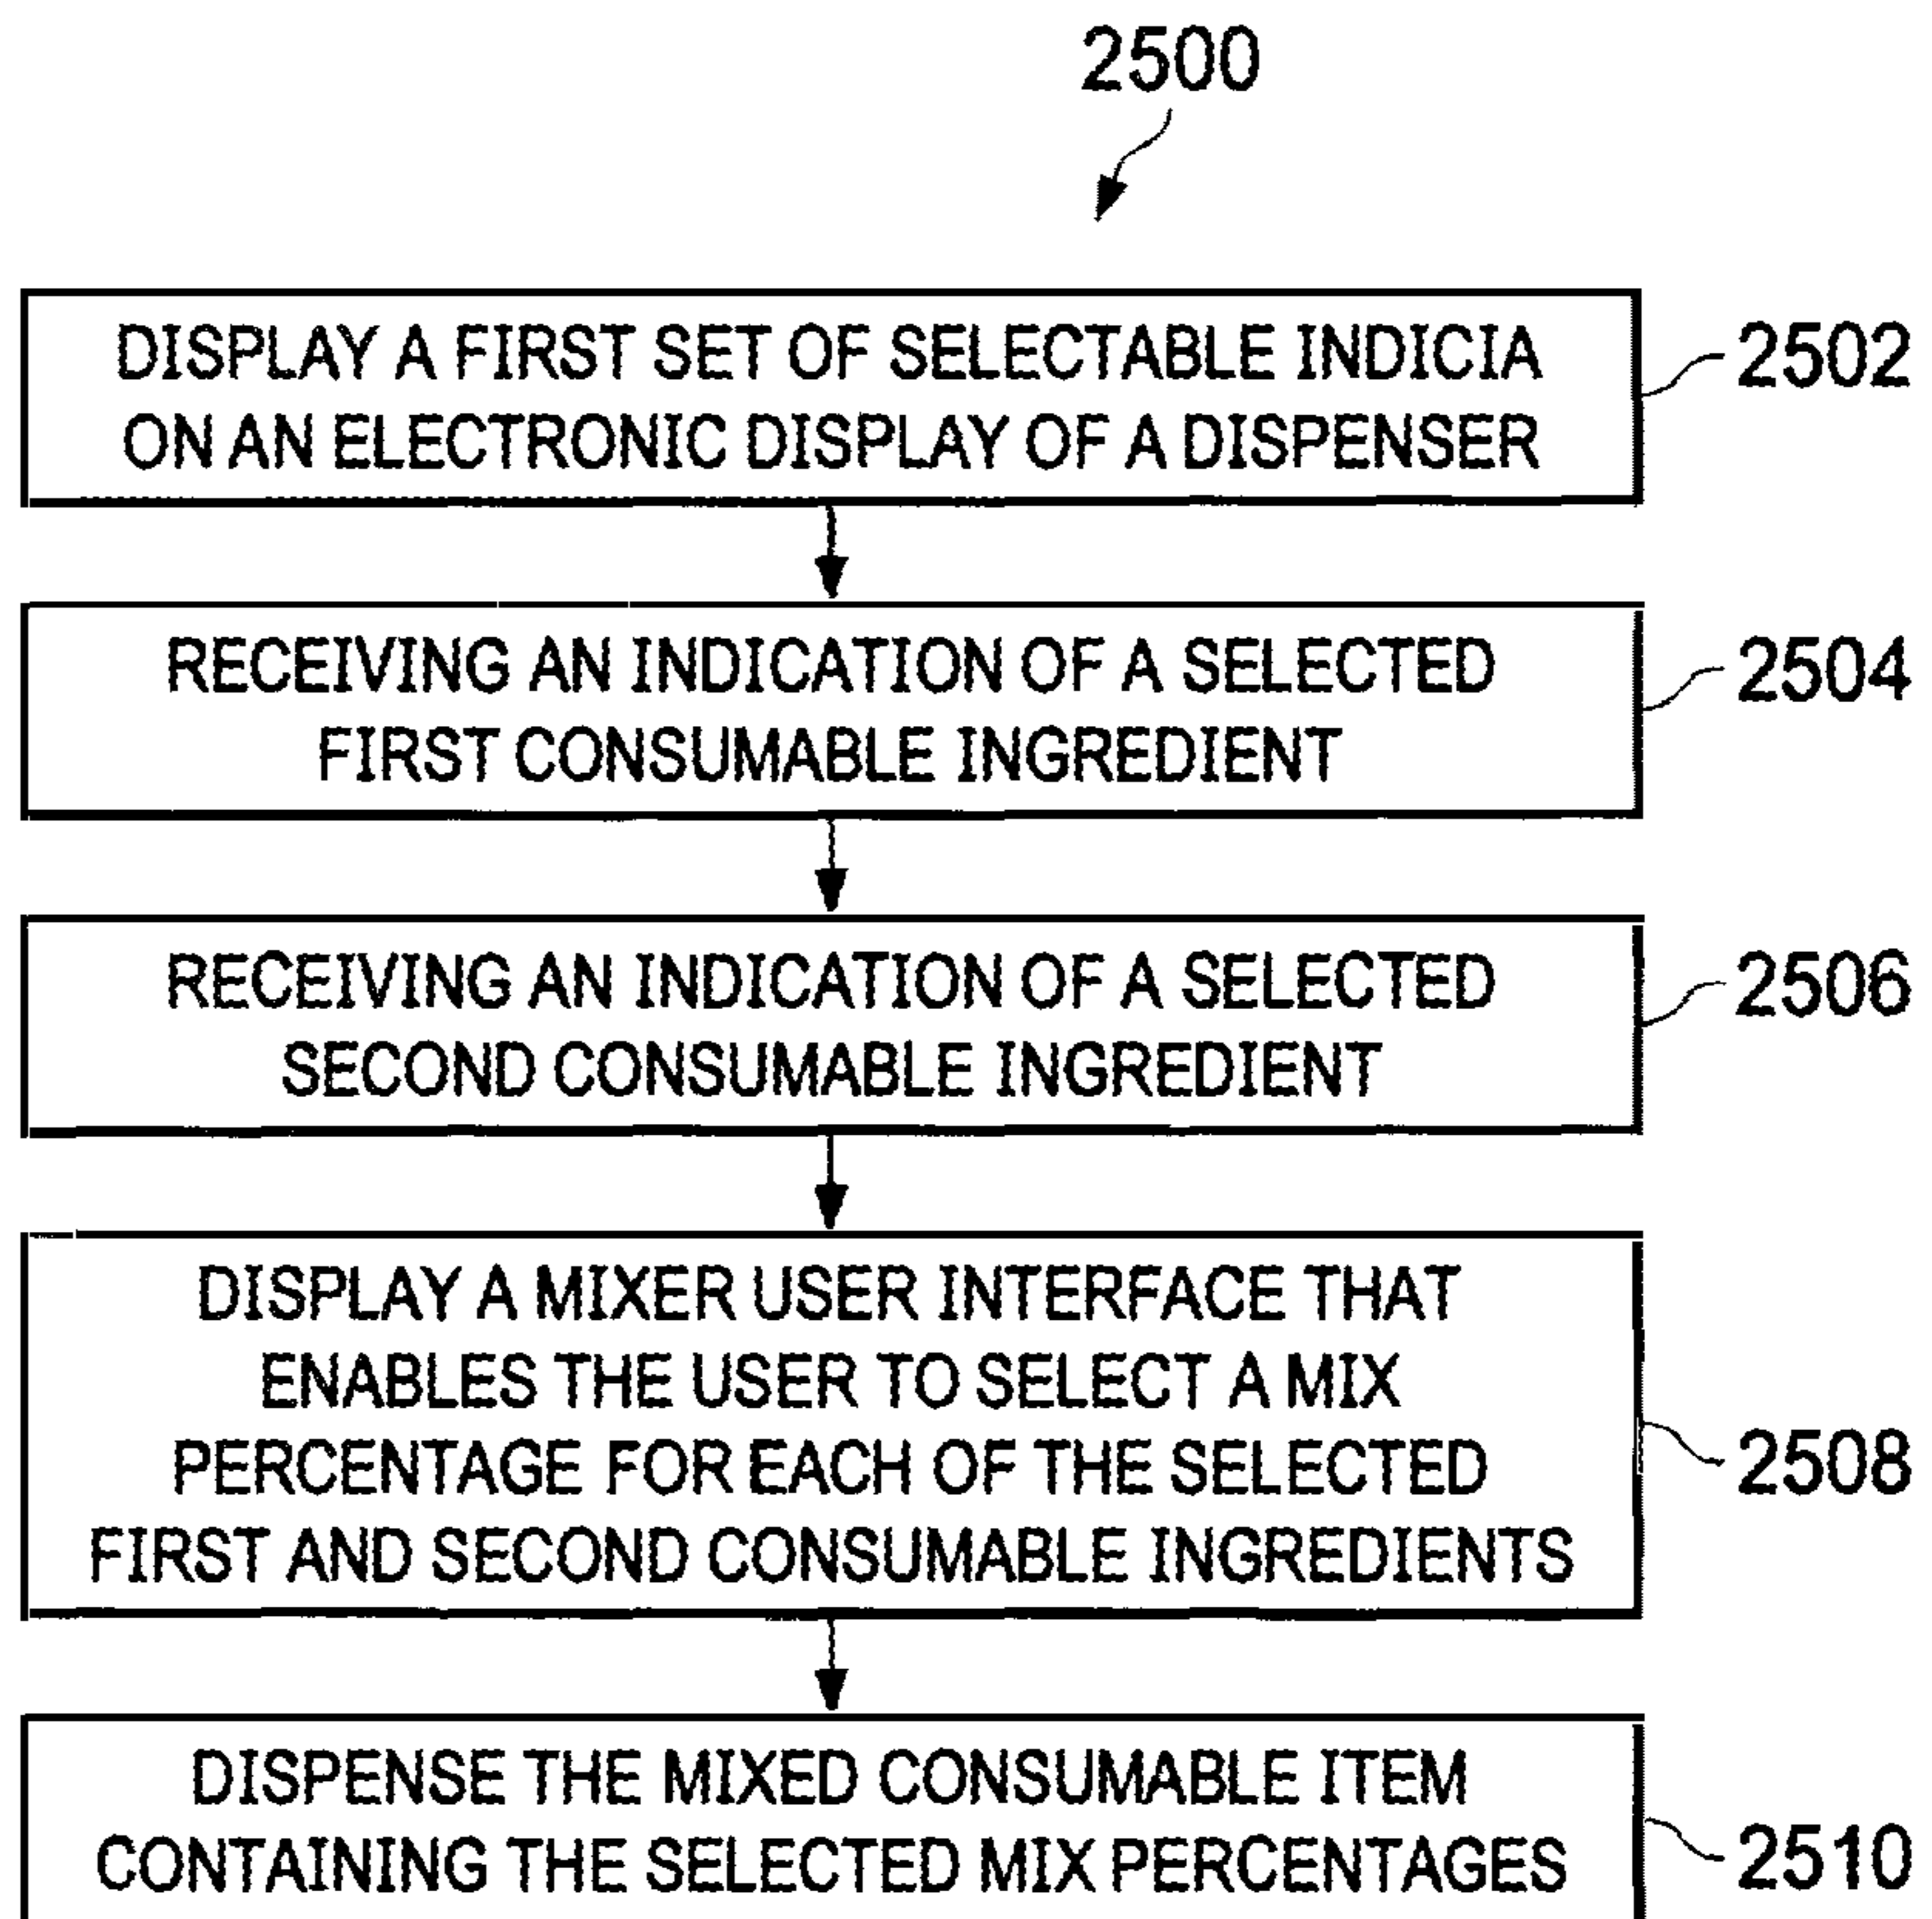 2500
DISPLAY A FIRST SET OF SELECTABLE INDICIA
ON AN ELECTRONIC DISPLAY OF A DISPENSER
2502
RECEIVING AN INDICATION OF A SELECTED
FIRST CONSUMABLE INGREDIENT
2504
RECEIVING AN INDICATION OF A SELECTED
SECOND CONSUMABLE INGREDIENT
2506
DISPLAY A MIXER USER INTERFACE THAT
ENABLES THE USER TO SELECT A MIX
PERCENTAGE FOR EACH OF THE SELECTED
FIRST AND SECOND CONSUMABLE INGREDIENTS
2508
DISPENSE THE MIXED CONSUMABLE ITEM
CONTAINING THE SELECTED MIX PERCENTAGES
2510